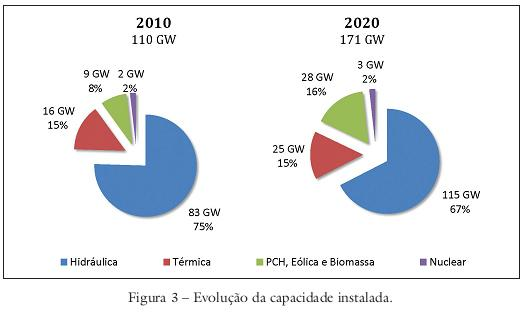 2010
110 GW
2020
171 GW
9 GW
8%
2 GW
2%
16 GW
15%
83 GW
75%
3 GW
2%
28 GW
16%
25 GW
15%
115 GW
67%
Hidráulica Térmica PCH, Eólica e Biomassa Nuclear
Figura 3 – Evolução da capacidade instalada.